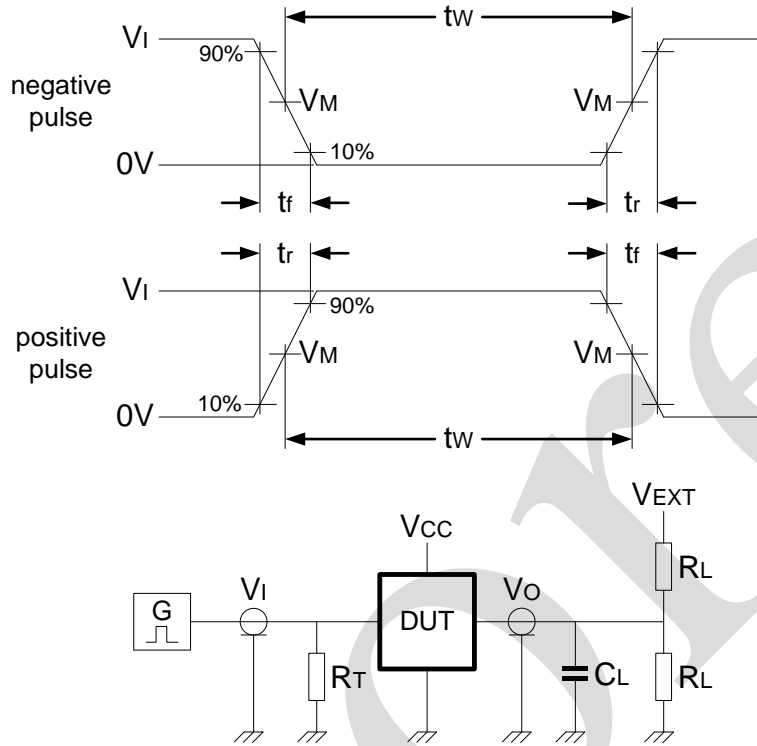 tW
VI
90%
negative
pulse
VM
VM
10%
0V
tf
tr
tr
tf
VI
90%
positive
pulse
VM
VM
10%
0V
tW
VEXT
VCC
RL
VI
VO
G
DUT
RT
CL
RL